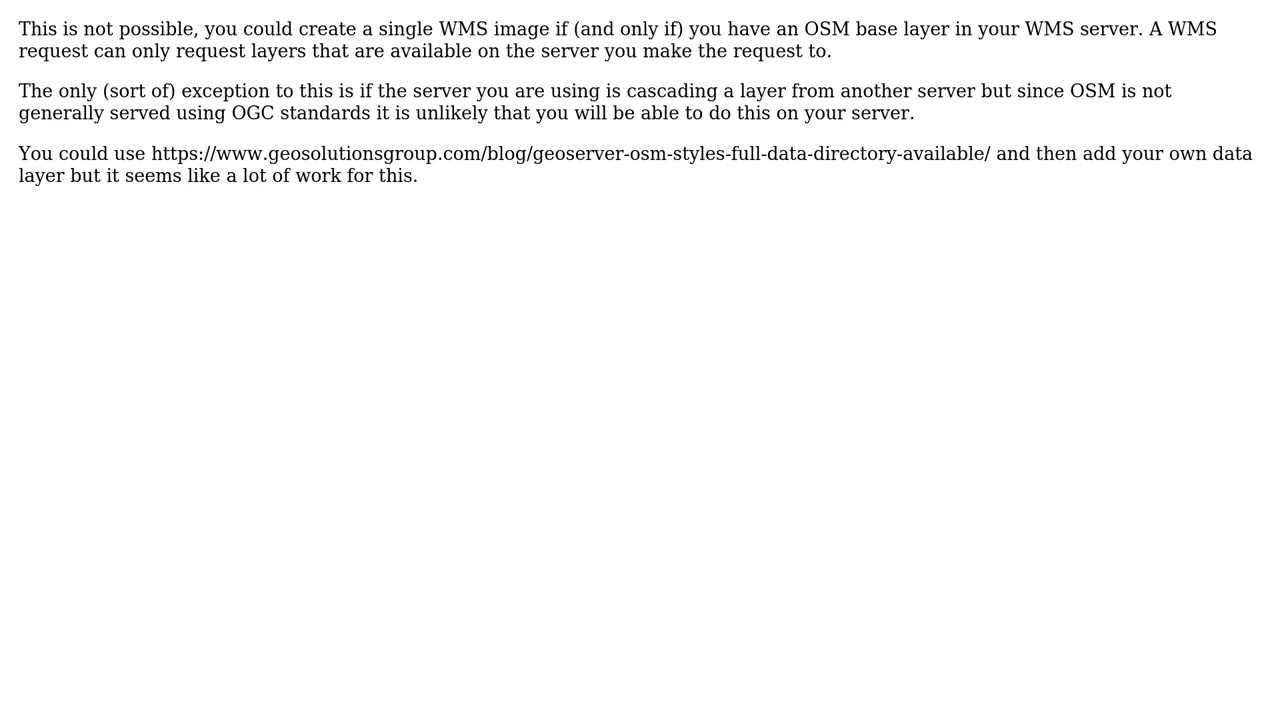 This is not possible, you could create a single WMS image if (and only if) you have an OSM base layer in your WMS server. A WMS
request can only request layers that are available on the server you make the request to.
The only (sort of) exception to this is if the server you are using is cascading a layer from another server but since OSM is not
generally served using OGC standards it is unlikely that you will be able to do this on your server.
You could use https://www.geosolutionsgroup.com/blog/geoserver-osm-styles-full-data-directory-available/ and then add your own data
layer but it seems like a lot of work for this.